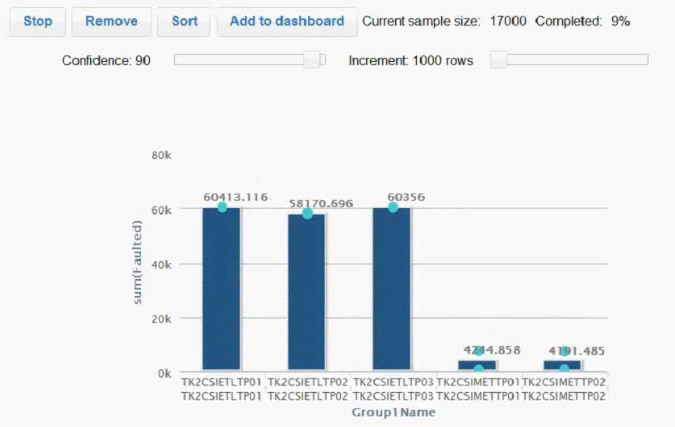 Stop Remove Sort Add to dashboard Current sample size: 17000 Completed: 9%
Confidence: 90 Increment: 1000 rows
80k
60413.116 58170.696 60356
60k
sum(Faulted)
40k
20k
4244.858 4191.485
0k
TK2CSIETLTP01 TK2CSIETLTP02 TK2CSIETLTP03 TK2CSIMETTP01 TK2CSIMETTP02
TK2CSIETLTP01 TK2CSIETLTP02 TK2CSIETLTP03 TK2CSIMETTP01 TK2CSIMETTP02
Group1Name